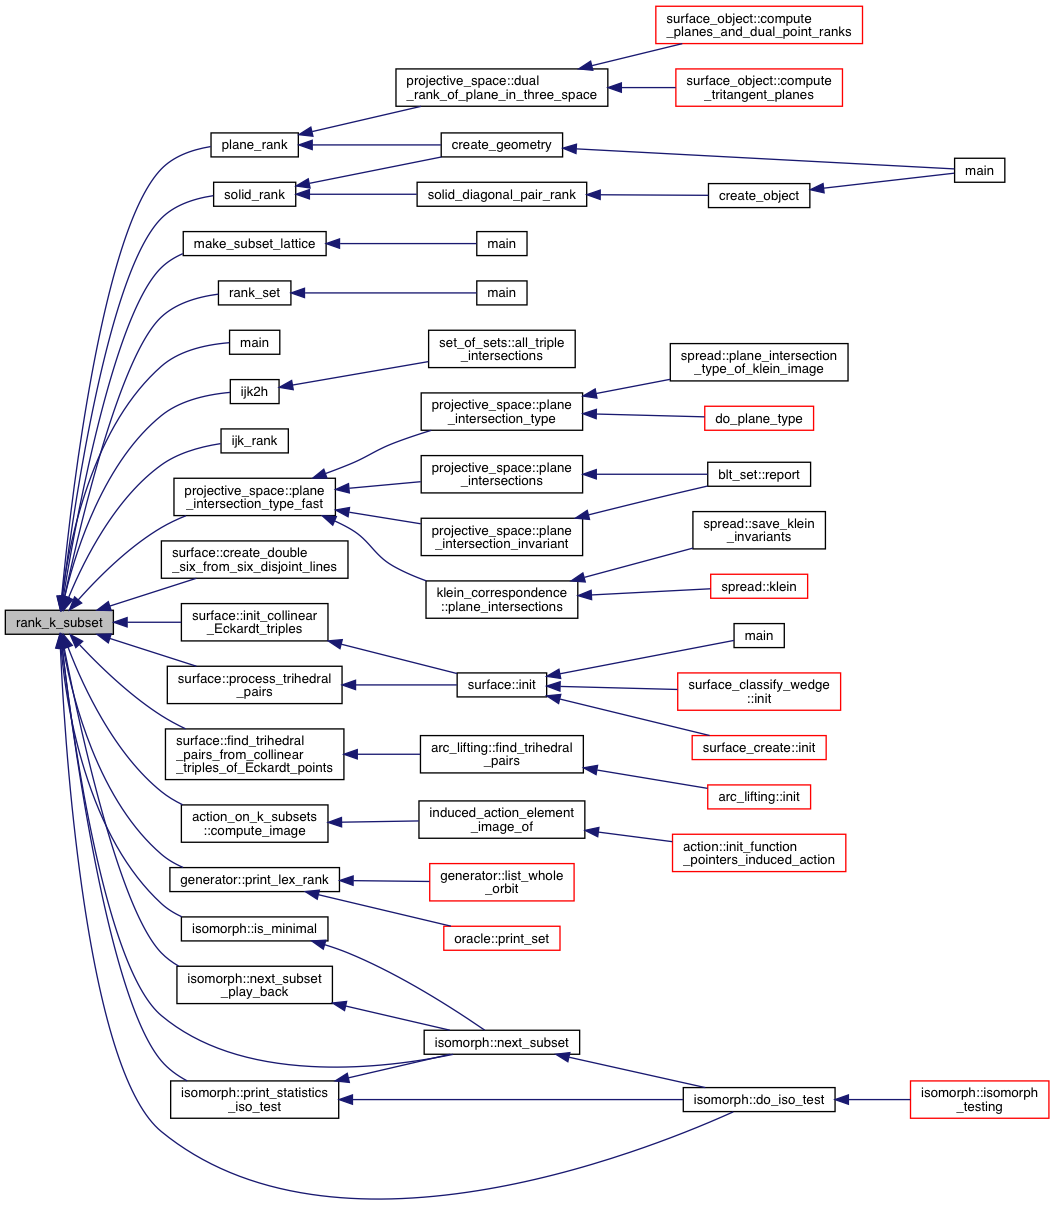 surface_object::compute
_planes_and_dual_point_ranks
projective_space::dual
_rank_of_plane_in_three_space
surface_object::compute
_tritangent_planes
plane_rank
create_geometry
main
solid_rank
solid_diagonal_pair_rank
create_object
make_subset_lattice
main
rank_set
main
main
set_of_sets::all_triple
_intersections
spread::plane_intersection
_type_of_klein_image
ijk2h
projective_space::plane
_intersection_type
do_plane_type
ijk_rank
projective_space::plane
_intersections
blt_set::report
projective_space::plane
_intersection_type_fast
projective_space::plane
_intersection_invariant
spread::save_klein
_invariants
surface::create_double
_six_from_six_disjoint_lines
klein_correspondence
::plane_intersections
spread::klein
rank_k_subset
surface::init_collinear
_Eckardt_triples
main
surface::process_trihedral
_pairs
surface::init
surface_classify_wedge
::init
surface::find_trihedral
_pairs_from_collinear
_triples_of_Eckardt_points
arc_lifting::find_trihedral
_pairs
surface_create::init
arc_lifting::init
action_on_k_subsets
::compute_image
induced_action_element
_image_of
action::init_function
_pointers_induced_action
generator::print_lex_rank
generator::list_whole
_orbit
isomorph::is_minimal
oracle::print_set
isomorph::next_subset
_play_back
isomorph::next_subset
isomorph::print_statistics
_iso_test
isomorph::do_iso_test
isomorph::isomorph
_testing